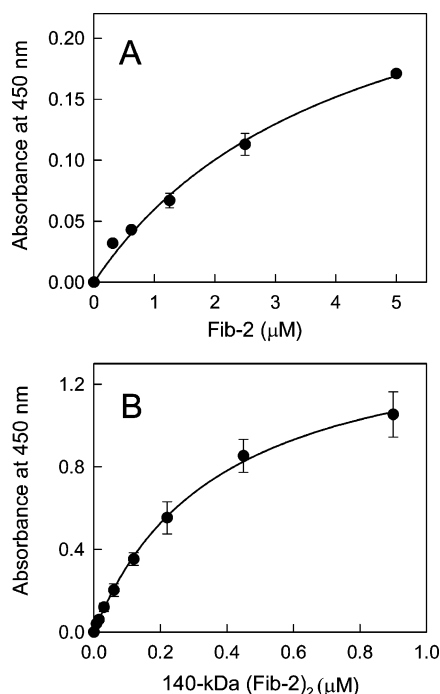 A
Absorbance at 450 nm
0.20
0.15
0.10
0.05
0.00
0 1 2 3 4 5
Fib-2 (μM)
B
Absorbance at 450 nm
1.2
0.8
0.4
0.0
0.0 0.2 0.4 0.6 0.8 1.0
140-kDa (Fib-2)₂ (μM)